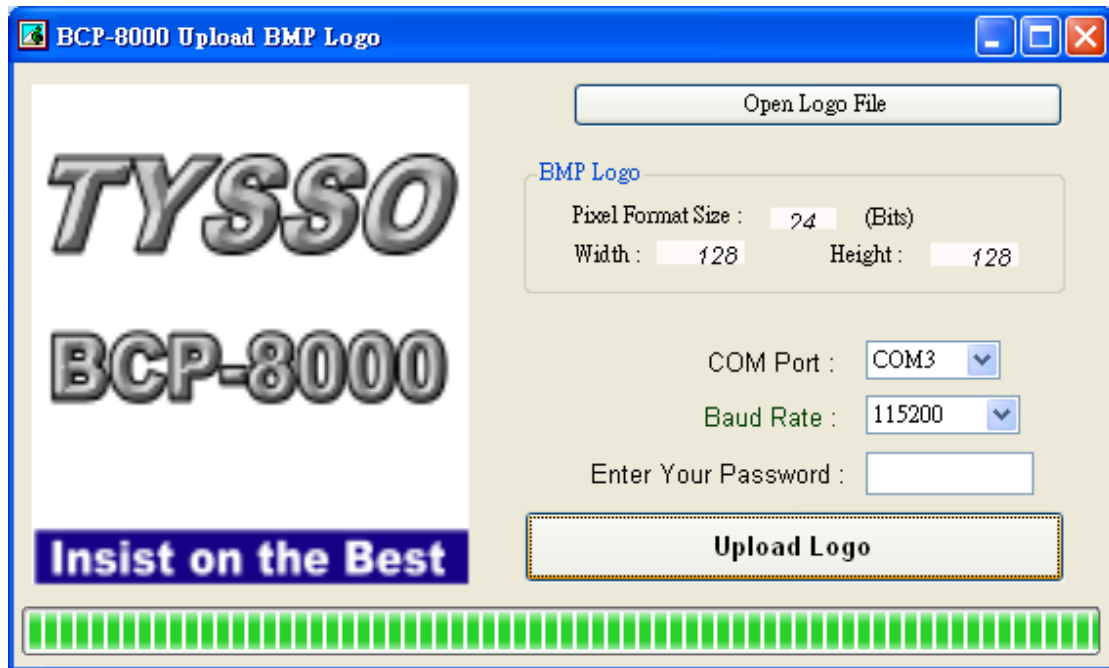 BCP-8000 Upload BMP Logo
TYSSO
BCP-8000
Insist on the Best
Open Logo File
BMP Logo
Pixel Format Size : 24 (Bits)
Width : 128 Height : 128
COM Port : COM3
Baud Rate : 115200
Enter Your Password :
Upload Logo